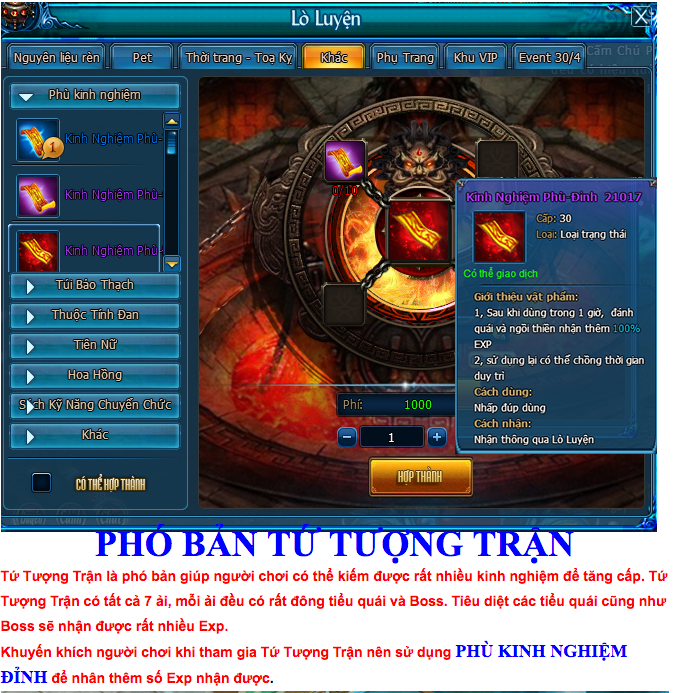 Lò Luyện
Nguyên liệu rèn
Pet
Thời trang - Toạ Kỵ
Khác
Phụ Trang
Khu VIP
Event 30/4
Phù kinh nghiệm
1
Kinh Nghiệm Phù-
Kinh Nghiệm Phù-
Kinh Nghiệm Phù-
Túi Bảo Thạch
Thuộc Tính Đan
Tiên Nữ
Hoa Hồng
Sách Kỹ Năng Chuyển Chức
Khác
CÓ THỂ HỢP THÀNH
0/10
Phí: 1000
1
HỢP THÀNH
Kinh Nghiệm Phù-Đỉnh 21017
Cấp: 30
Loại: Loại trạng thái
Có thể giao dịch
Giới thiệu vật phẩm:
1, Sau khi dùng trong 1 giờ, đánh
quái và ngồi thiền nhận thêm 100%
EXP
2, sử dụng lại có thể chồng thời gian
duy trì
Cách dùng:
Nhấp đúp dùng
Cách nhận:
Nhận thông qua Lò Luyện
PHÓ BẢN TỨ TƯỢNG TRẬN
Tứ Tượng Trận là phó bản giúp người chơi có thể kiếm được rất nhiều kinh nghiệm để tăng cấp. Tứ
Tượng Trận có tất cả 7 ải, mỗi ải đều có rất đông tiểu quái và Boss. Tiêu diệt các tiểu quái cũng như
Boss sẽ nhận được rất nhiều Exp.
Khuyến khích người chơi khi tham gia Tứ Tượng Trận nên sử dụng PHÙ KINH NGHIỆM
ĐỈNH để nhân thêm số Exp nhận được.